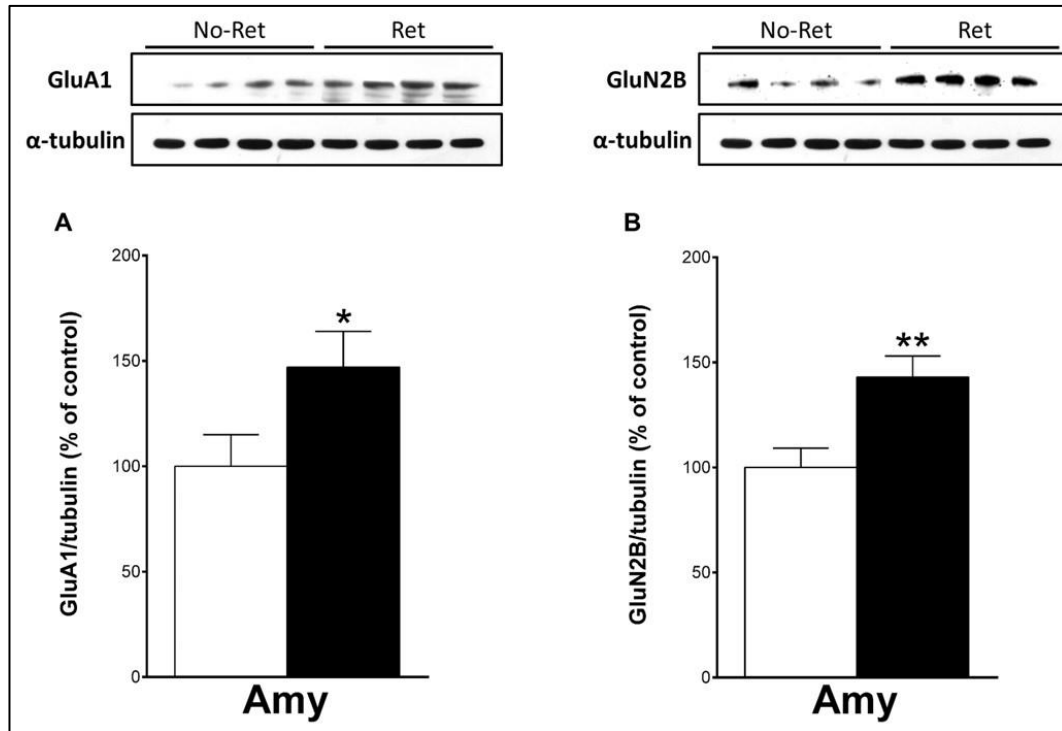 No-Ret Ret
GluA1
α-tubulin
No-Ret Ret
GluN2B
α-tubulin
A
200
150
100
50
0
GluA1/tubulin (% of control)
*
Amy
B
200
150
100
50
0
GluN2B/tubulin (% of control)
**
Amy